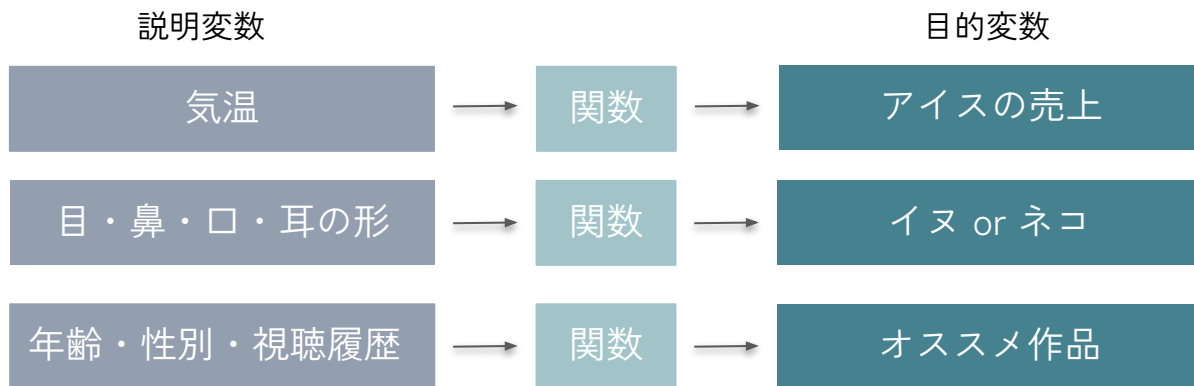 説明変数
目的変数
気温
関数
アイスの売上
目・鼻・口・耳の形
関数
イヌ or ネコ
年齢・性別・視聴履歴
関数
オススメ作品